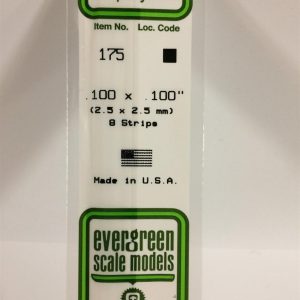 Item No. Loc. Code
175
.100 x .100"
(2.5 x 2.5 mm)
8 Strips
Made in U.S.A.
evergreen
scale models